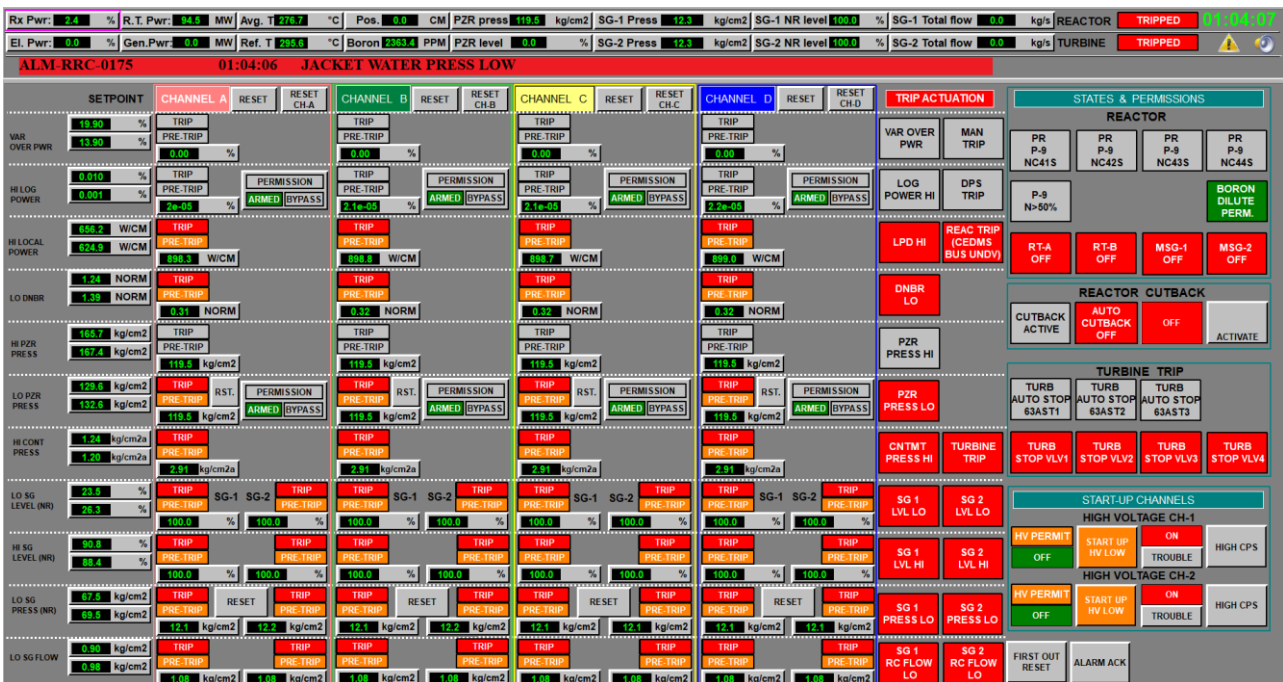 Rx Pwr: 2.4 % R.T. Pwr: 94.5 MW Avg. T 276.7 °C Pos. 0.0 CM PZR press 119.5 kg/cm2 SG-1 Press 12.3 kg/cm2 SG-1 NR level 100.0 % SG-1 Total flow 0.0 kg/s REACTOR TRIPPED 01:04:07
El. Pwr: 0.0 % Gen.Pwr: 0.0 MW Ref. T 295.6 °C Boron 2363.4 PPM PZR level 0.0 % SG-2 Press 12.3 kg/cm2 SG-2 NR level 100.0 % SG-2 Total flow 0.0 kg/s TURBINE TRIPPED
ALM-RRC-0175 01:04:06 JACKET WATER PRESS LOW
SETPOINT CHANNEL A RESET RESET CH-A CHANNEL B RESET RESET CH-B CHANNEL C RESET RESET CH-C CHANNEL D RESET RESET CH-D
VAR OVER PWR 19.90 % 13.90 %
TRIP PRE-TRIP 0.00 %
TRIP PRE-TRIP 0.00 %
TRIP PRE-TRIP 0.00 %
TRIP PRE-TRIP 0.00 %
HI LOG POWER 0.010 % 0.001 %
TRIP PRE-TRIP 2e-05 % PERMISSION ARMED BYPASS
TRIP PRE-TRIP 2.1e-05 % PERMISSION ARMED BYPASS
TRIP PRE-TRIP 2.1e-05 % PERMISSION ARMED BYPASS
TRIP PRE-TRIP 2.2e-05 % PERMISSION ARMED BYPASS
HI LOCAL POWER 656.2 W/CM 624.9 W/CM
TRIP PRE-TRIP 898.3 W/CM
TRIP PRE-TRIP 898.8 W/CM
TRIP PRE-TRIP 898.7 W/CM
TRIP PRE-TRIP 899.0 W/CM
LO DNBR 1.24 NORM 1.39 NORM
TRIP PRE-TRIP 0.31 NORM
TRIP PRE-TRIP 0.32 NORM
TRIP PRE-TRIP 0.32 NORM
TRIP PRE-TRIP 0.32 NORM
HI PZR PRESS 165.7 kg/cm2 167.4 kg/cm2
TRIP PRE-TRIP 119.5 kg/cm2
TRIP PRE-TRIP 119.5 kg/cm2
TRIP PRE-TRIP 119.5 kg/cm2
TRIP PRE-TRIP 119.5 kg/cm2
LO PZR PRESS 129.6 kg/cm2 132.6 kg/cm2
TRIP PRE-TRIP RST. 119.5 kg/cm2 PERMISSION ARMED BYPASS
TRIP PRE-TRIP RST. 119.5 kg/cm2 PERMISSION ARMED BYPASS
TRIP PRE-TRIP RST. 119.5 kg/cm2 PERMISSION ARMED BYPASS
TRIP PRE-TRIP RST. 119.5 kg/cm2 PERMISSION ARMED BYPASS
HI CONT PRESS 1.24 kg/cm2a 1.20 kg/cm2a
TRIP PRE-TRIP 2.91 kg/cm2a
TRIP PRE-TRIP 2.91 kg/cm2a
TRIP PRE-TRIP 2.91 kg/cm2a
TRIP PRE-TRIP 2.91 kg/cm2a
LO SG LEVEL (NR) 23.5 % 26.3 %
TRIP PRE-TRIP SG-1 SG-2 TRIP PRE-TRIP 100.0 % 100.0 %
TRIP PRE-TRIP SG-1 SG-2 TRIP PRE-TRIP 100.0 % 100.0 %
TRIP PRE-TRIP SG-1 SG-2 TRIP PRE-TRIP 100.0 % 100.0 %
TRIP PRE-TRIP SG-1 SG-2 TRIP PRE-TRIP 100.0 % 100.0 %
HI SG LEVEL (NR) 90.8 % 88.4 %
TRIP PRE-TRIP TRIP PRE-TRIP 100.0 % 100.0 %
TRIP PRE-TRIP TRIP PRE-TRIP 100.0 % 100.0 %
TRIP PRE-TRIP TRIP PRE-TRIP 100.0 % 100.0 %
TRIP PRE-TRIP TRIP PRE-TRIP 100.0 % 100.0 %
LO SG PRESS (NR) 67.5 kg/cm2 69.5 kg/cm2
TRIP PRE-TRIP RESET TRIP PRE-TRIP 12.1 kg/cm2 12.2 kg/cm2
TRIP PRE-TRIP RESET TRIP PRE-TRIP 12.1 kg/cm2 12.2 kg/cm2
TRIP PRE-TRIP RESET TRIP PRE-TRIP 12.1 kg/cm2 12.1 kg/cm2
TRIP PRE-TRIP RESET TRIP PRE-TRIP 12.1 kg/cm2 12.1 kg/cm2
LO SG FLOW 0.90 kg/cm2 0.98 kg/cm2
TRIP PRE-TRIP TRIP PRE-TRIP 1.08 kg/cm2 1.08 kg/cm2
TRIP PRE-TRIP TRIP PRE-TRIP 1.08 kg/cm2 1.08 kg/cm2
TRIP PRE-TRIP TRIP PRE-TRIP 1.08 kg/cm2 1.08 kg/cm2
TRIP PRE-TRIP TRIP PRE-TRIP 1.08 kg/cm2 1.08 kg/cm2
TRIP ACTUATION
VAR OVER PWR MAN TRIP
LOG POWER HI DPS TRIP
LPD HI REAC TRIP (CEDMS BUS UNDV)
DNBR LO
PZR PRESS HI
PZR PRESS LO
CNTMT PRESS HI TURBINE TRIP
SG 1 LVL LO SG 2 LVL LO
SG 1 LVL HI SG 2 LVL HI
SG 1 PRESS LO SG 2 PRESS LO
SG 1 RC FLOW LO SG 2 RC FLOW LO
STATES & PERMISSIONS
REACTOR
PR P-9 NC41S PR P-9 NC42S PR P-9 NC43S PR P-9 NC44S
P-9 N>50% BORON DILUTE PERM.
RT-A OFF RT-B OFF MSG-1 OFF MSG-2 OFF
REACTOR CUTBACK
CUTBACK ACTIVE AUTO CUTBACK OFF OFF ACTIVATE
TURBINE TRIP
TURB AUTO STOP 63AST1 TURB AUTO STOP 63AST2 TURB AUTO STOP 63AST3
TURB STOP VLV1 TURB STOP VLV2 TURB STOP VLV3 TURB STOP VLV4
START-UP CHANNELS
HIGH VOLTAGE CH-1
HV PERMIT OFF START UP HV LOW ON TROUBLE HIGH CPS
HIGH VOLTAGE CH-2
HV PERMIT OFF START UP HV LOW ON TROUBLE HIGH CPS
FIRST OUT RESET ALARM ACK